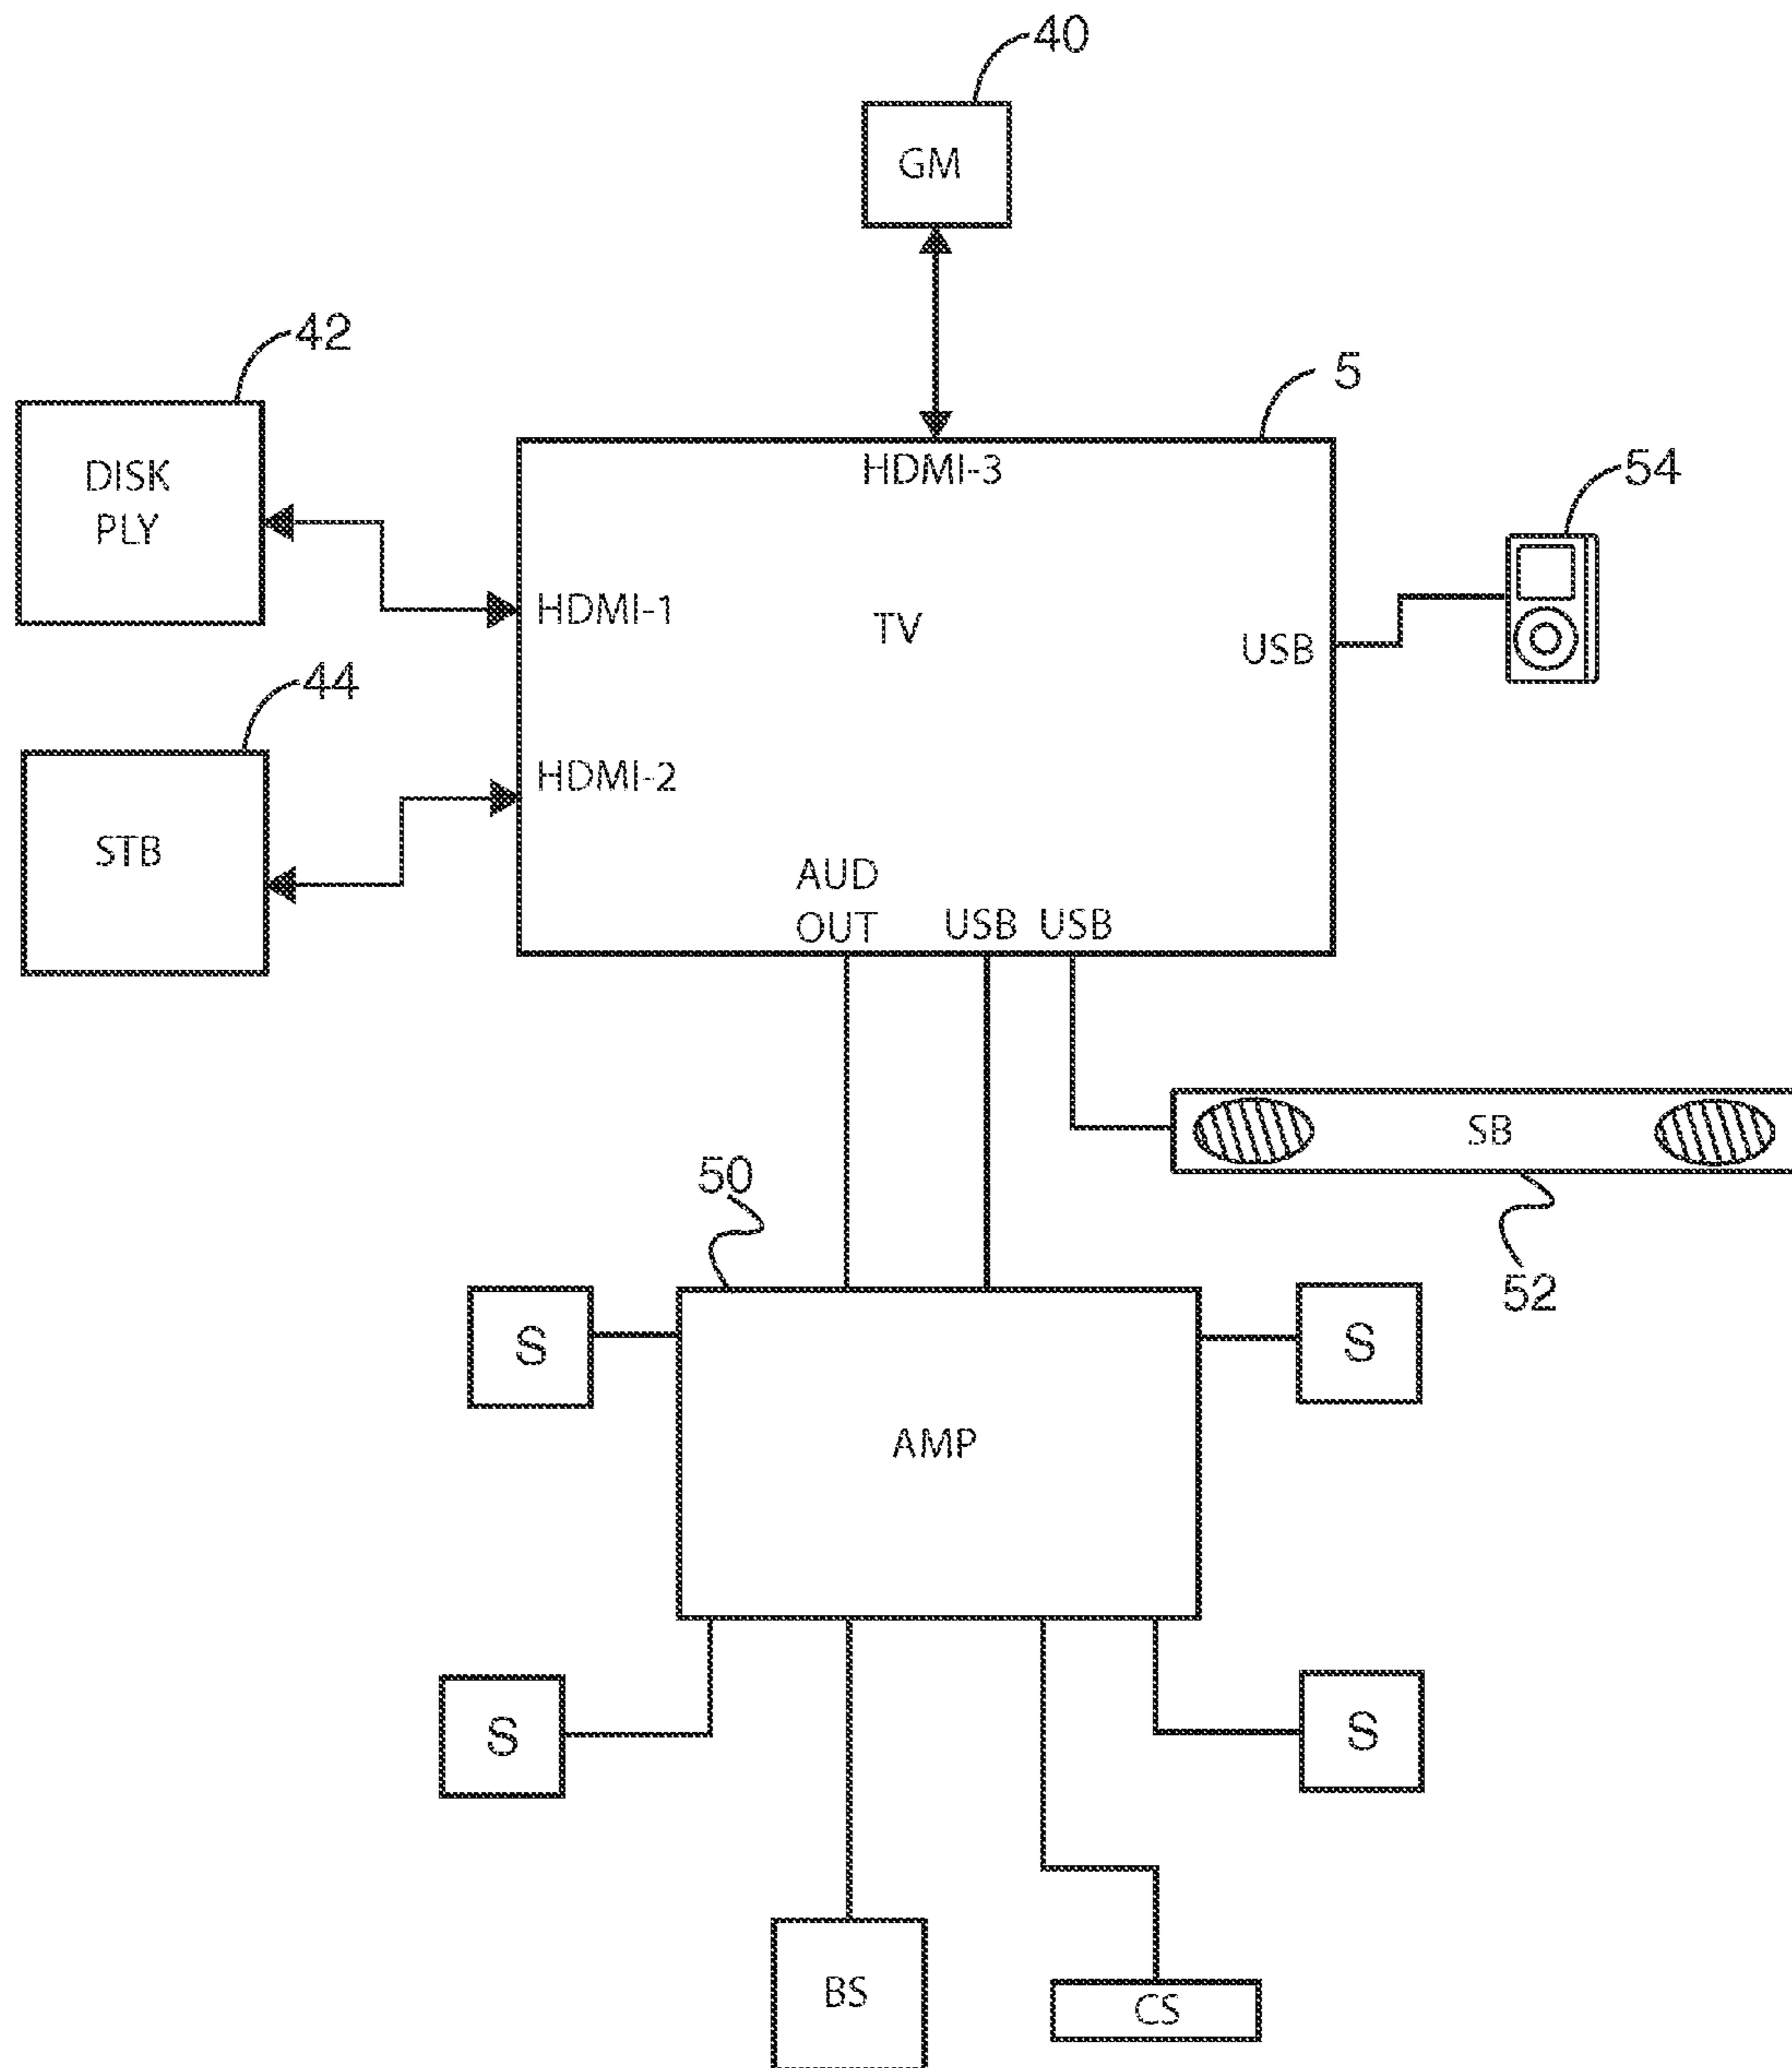 40
GM
42
5
DISK
PLY
HDMI-3
54
HDMI-1
TV
USB
44
HDMI-2
STB
AUD
OUT
USB
USB
SB
50
52
S
S
AMP
S
S
BS
CS